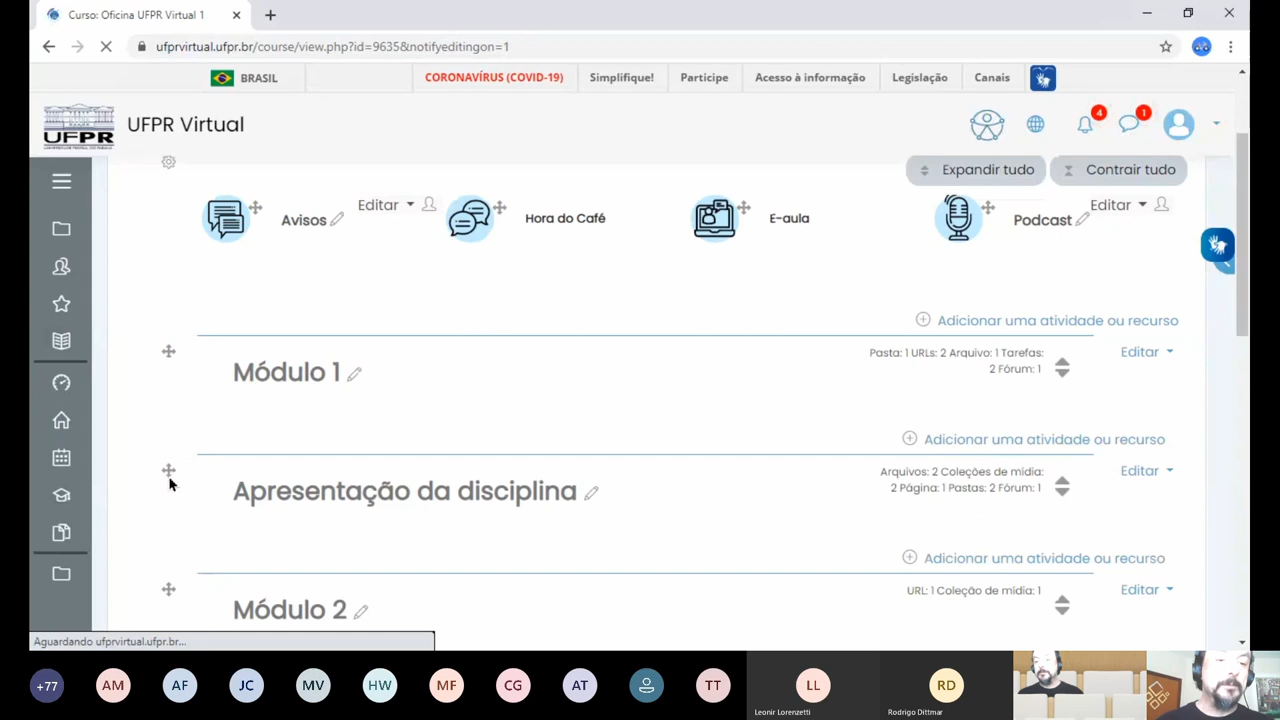 Curso: Oficina UFPR Virtual 1
ufprvirtual.ufpr.br/course/view.php?id=9635&notifyeditingon=1
BRASIL CORONAVÍRUS (COVID-19) Simplifique! Participe Acesso à informação Legislação Canais
UFPR UFPR Virtual 4 1
Expandir tudo Contrair tudo
Avisos Editar Hora do Café E-aula Podcast Editar
Adicionar uma atividade ou recurso
Módulo 1 Pasta: 1 URLs: 2 Arquivo: 1 Tarefas: Editar
2 Fórum: 1
Adicionar uma atividade ou recurso
Apresentação da disciplina Arquivos: 2 Coleções de mídia: Editar
2 Página: 1 Pastas: 2 Fórum: 1
Adicionar uma atividade ou recurso
Módulo 2 URL: 1 Coleção de mídia: 1 Editar
Aguardando ufprvirtual.ufpr.br...
+77 AM AF JC MV HW MF CG AT TT LL RD
Leonir Lorenzetti Rodrigo Dittmar